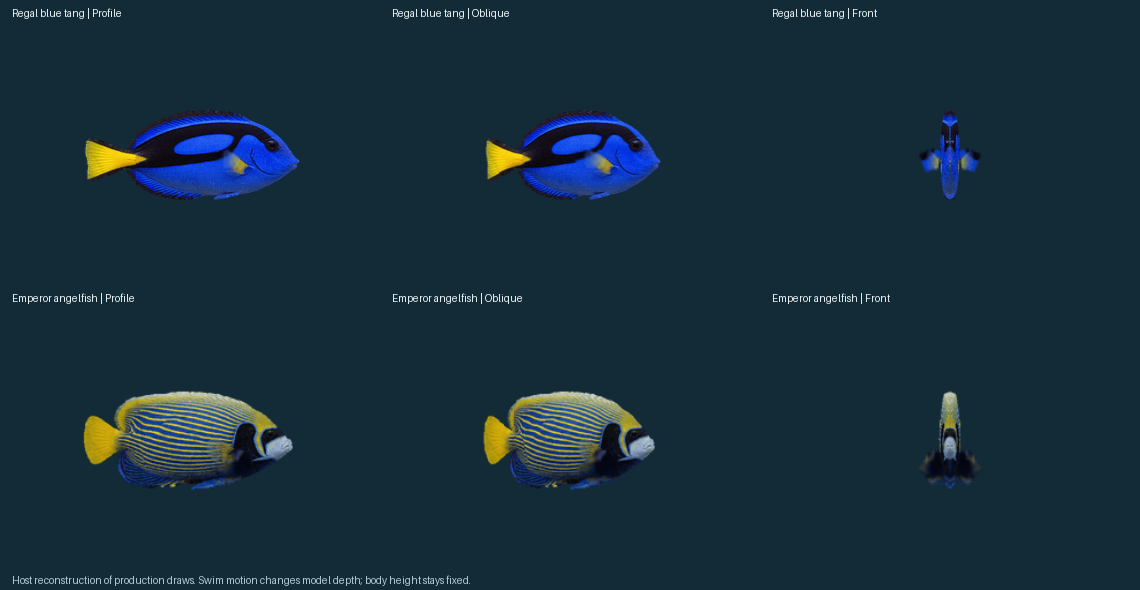 Regal blue tang | Profile
Regal blue tang | Oblique
Regal blue tang | Front
Emperor angelfish | Profile
Emperor angelfish | Oblique
Emperor angelfish | Front
Host reconstruction of production draws. Swim motion changes model depth; body height stays fixed.